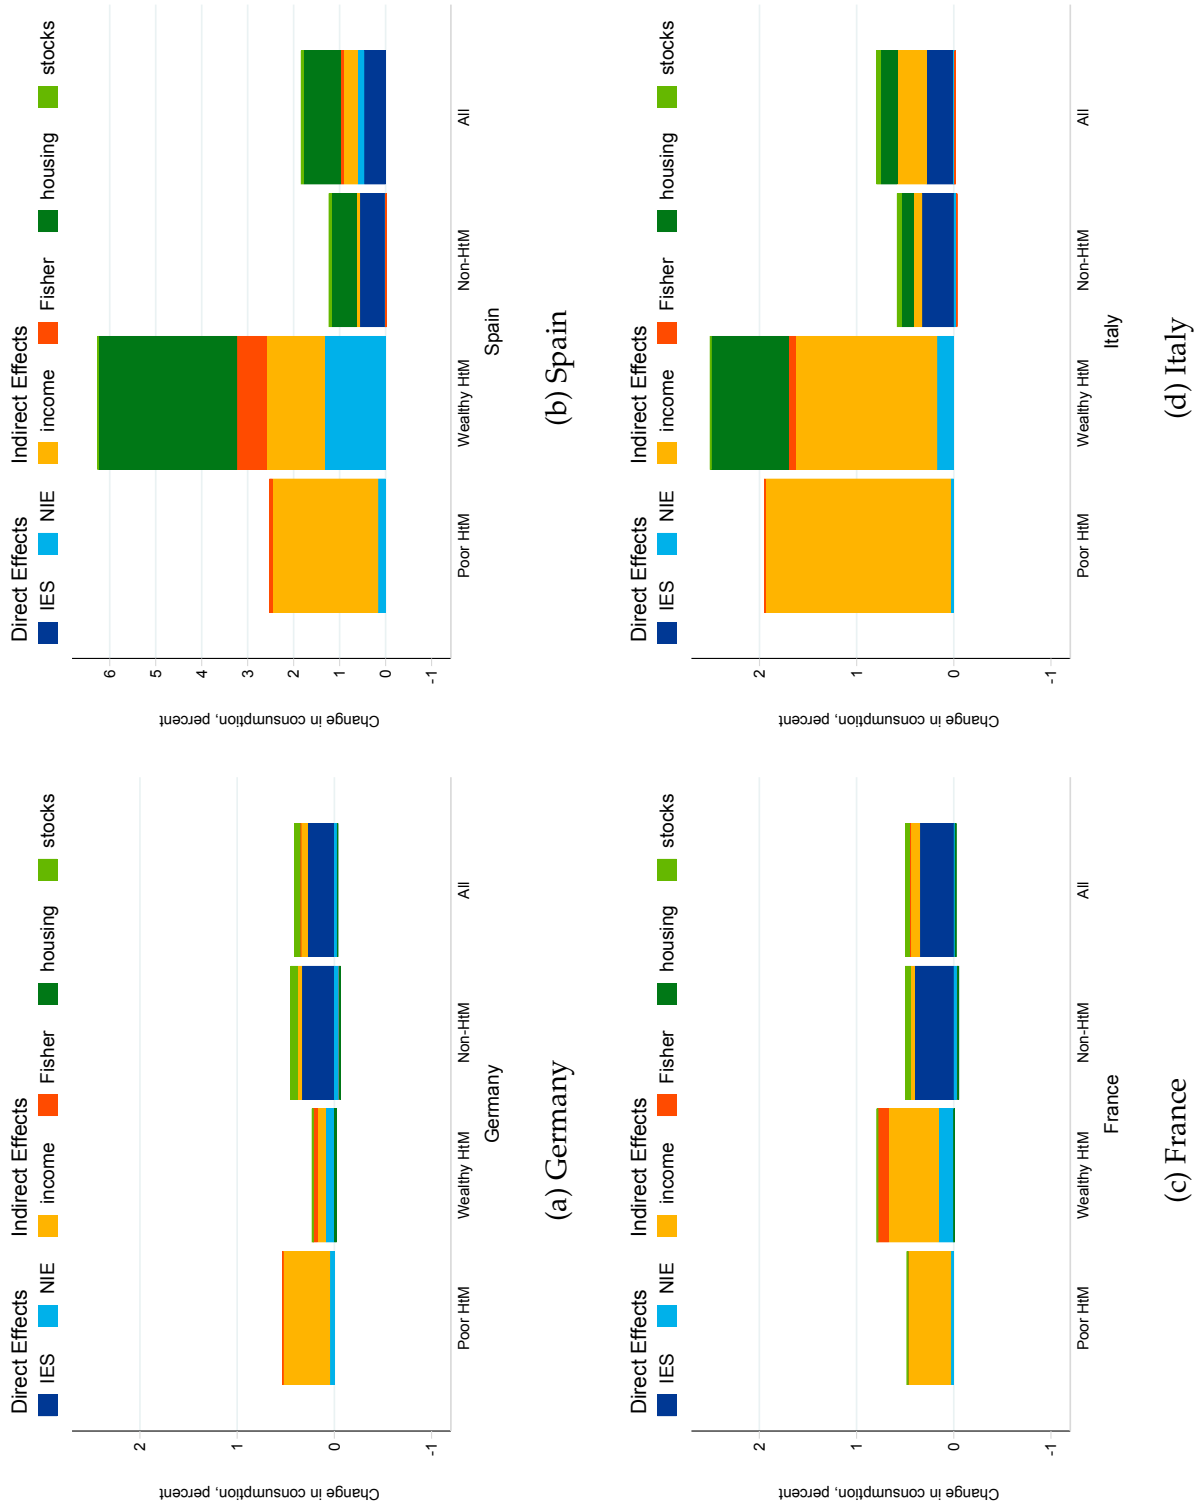 Direct Effects Indirect Effects
IES NIE income Fisher housing stocks
Change in consumption, percent
2
1
0
-1
Poor HtM Wealthy HtM Non-HtM All
Germany
(a) Germany
Direct Effects Indirect Effects
IES NIE income Fisher housing stocks
Change in consumption, percent
6
5
4
3
2
1
0
-1
Poor HtM Wealthy HtM Non-HtM All
Spain
(b) Spain
Direct Effects Indirect Effects
IES NIE income Fisher housing stocks
Change in consumption, percent
2
1
0
-1
Poor HtM Wealthy HtM Non-HtM All
France
(c) France
Direct Effects Indirect Effects
IES NIE income Fisher housing stocks
Change in consumption, percent
2
1
0
-1
Poor HtM Wealthy HtM Non-HtM All
Italy
(d) Italy